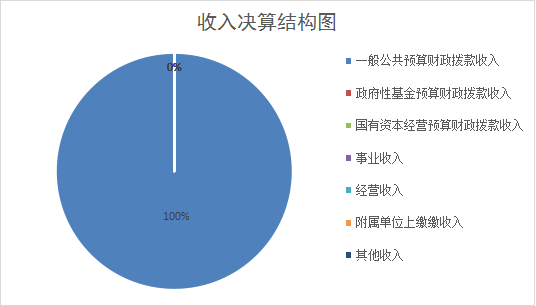 收入决算结构图
0%
100%
一般公共预算财政拨款收入
政府性基金预算财政拨款收入
国有资本经营预算财政拨款收入
事业收入
经营收入
附属单位上缴缴收入
其他收入